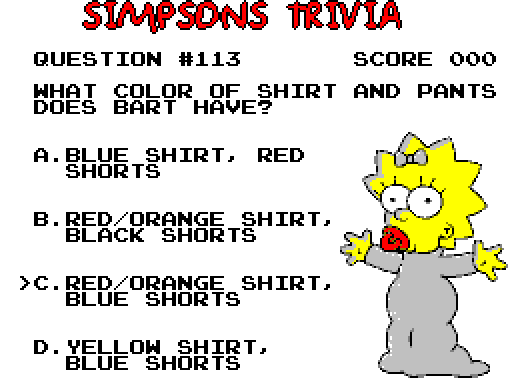 SIMPSONS TRIVIA
QUESTION #113 SCORE 000
WHAT COLOR OF SHIRT AND PANTS
DOES BART HAVE?
A.BLUE SHIRT, RED
SHORTS
B.RED/ORANGE SHIRT,
BLACK SHORTS
>C.RED/ORANGE SHIRT,
BLUE SHORTS
D.YELLOW SHIRT,
BLUE SHORTS